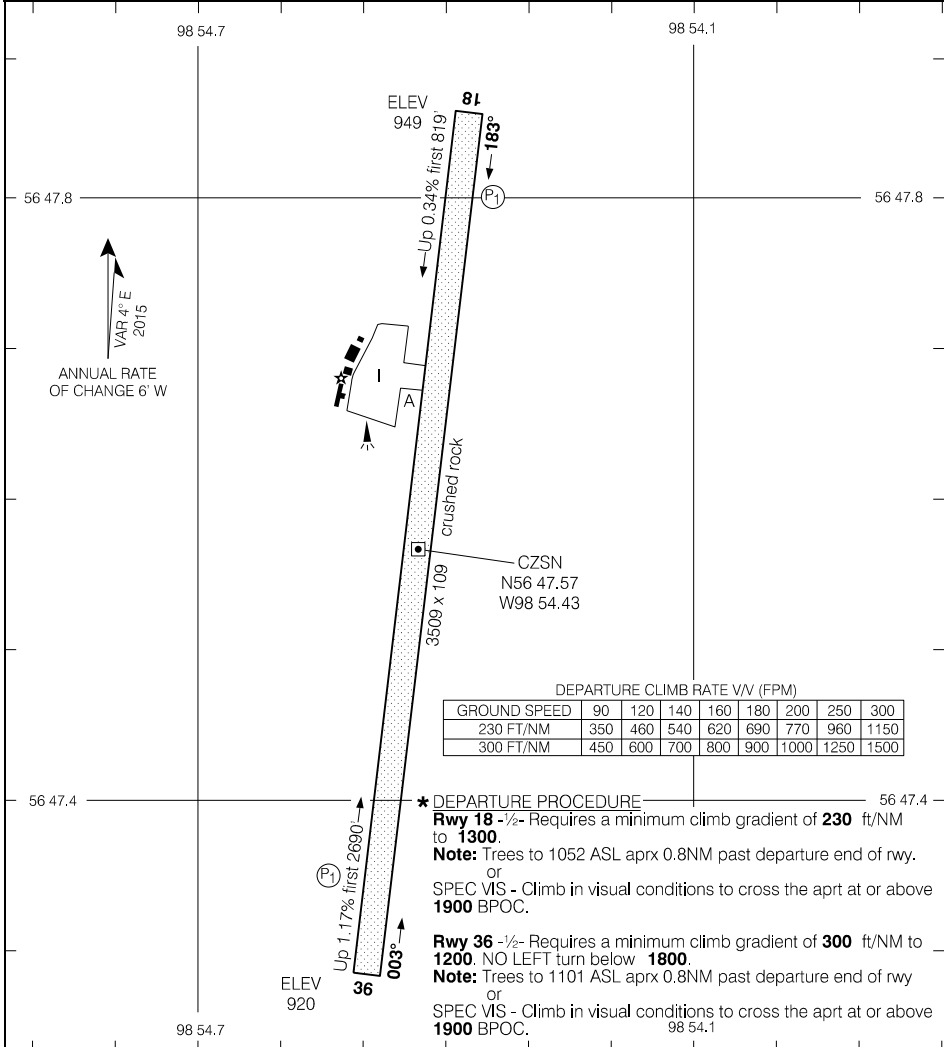 98 54.7
98 54.1
ELEV
949
18
183°
Up 0.34% first 819'
P1
56 47.8
56 47.8
VAR 4° E
2015
ANNUAL RATE
OF CHANGE 6' W
I
A
crushed rock
3509 x 109
CZSN
N56 47.57
W98 54.43
DEPARTURE CLIMB RATE V/V (FPM)
GROUND SPEED 90 120 140 160 180 200 250 300
230 FT/NM 350 460 540 620 690 770 960 1150
300 FT/NM 450 600 700 800 900 1000 1250 1500
56 47.4
56 47.4
* DEPARTURE PROCEDURE
Rwy 18 -½- Requires a minimum climb gradient of 230 ft/NM
to 1300.
Note: Trees to 1052 ASL aprx 0.8NM past departure end of rwy.
or
SPEC VIS - Climb in visual conditions to cross the aprt at or above
1900 BPOC.
Rwy 36 -½- Requires a minimum climb gradient of 300 ft/NM to
1200. NO LEFT turn below 1800.
Note: Trees to 1101 ASL aprx 0.8NM past departure end of rwy
or
SPEC VIS - Climb in visual conditions to cross the aprt at or above
1900 BPOC.
P1
Up 1.17% first 2690'
003°
36
ELEV
920
98 54.7
98 54.1